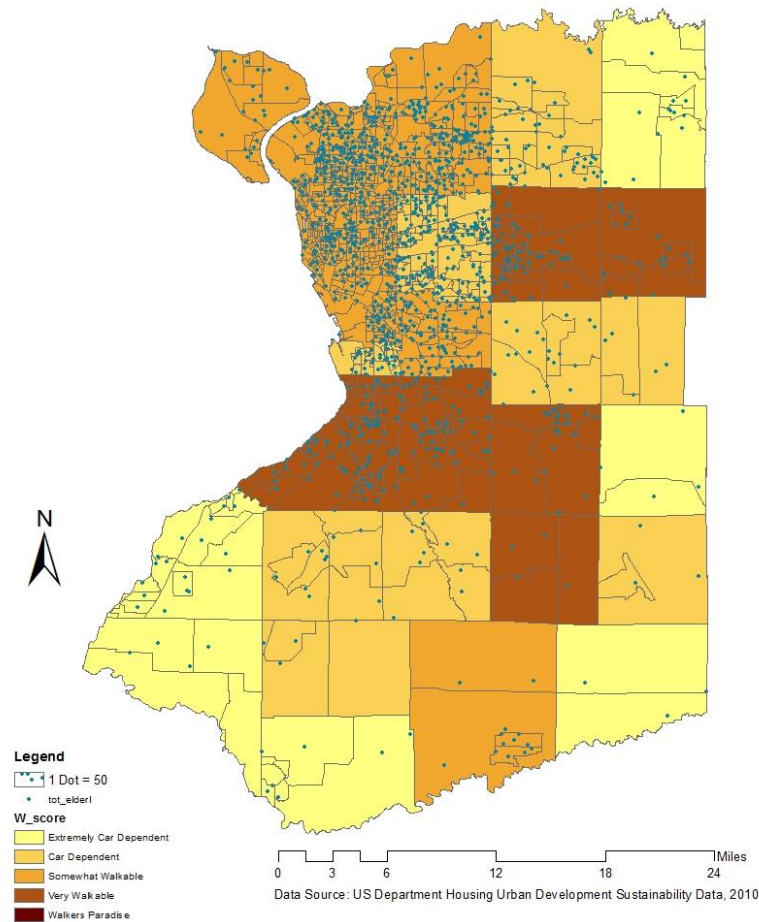 N
Legend
1 Dot = 50
tot_elderl
W_score
Extremely Car Dependent
Car Dependent
Somewhat Walkable
Very Walkable
Walkers Paradise
Miles
0 3 6 12 18 24
Data Source: US Department Housing Urban Development Sustainability Data, 2010